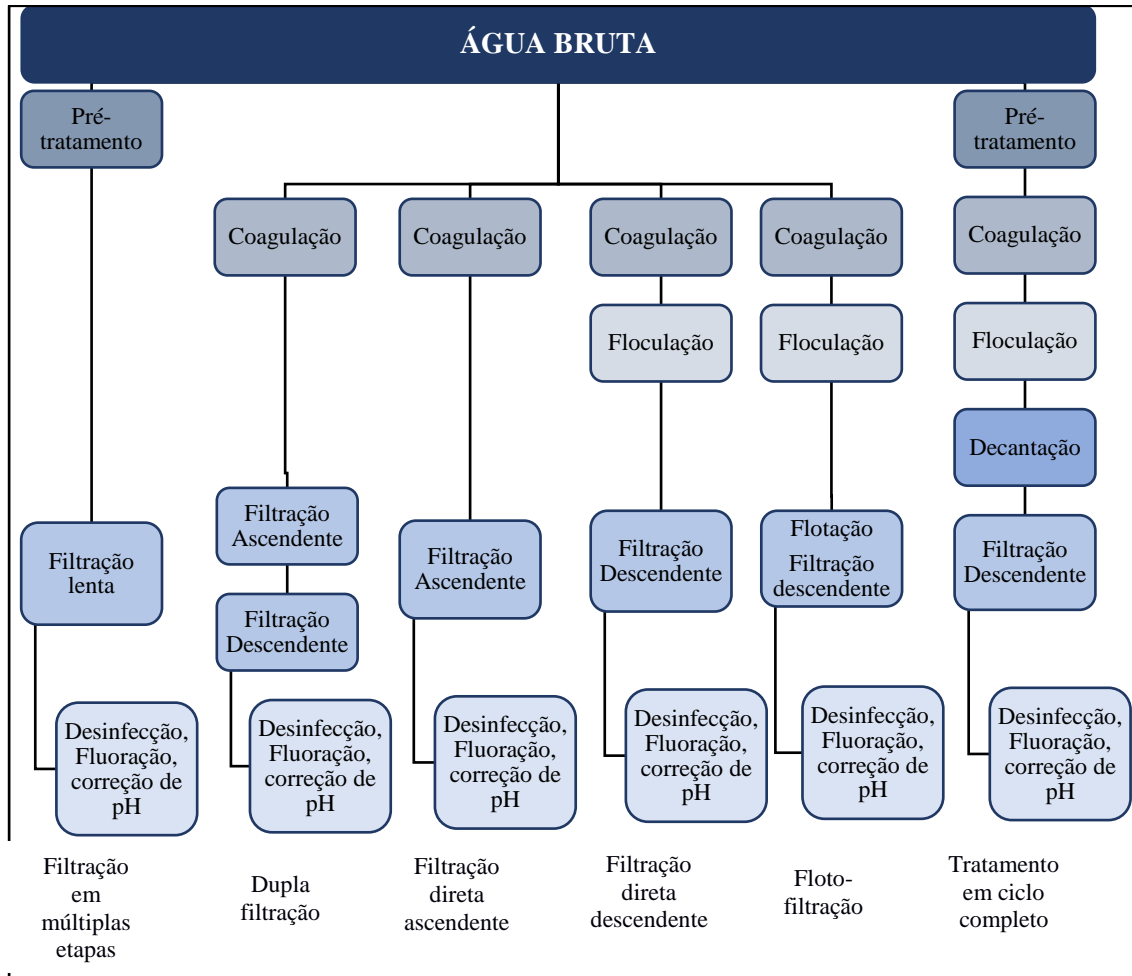 ÁGUA BRUTA
Pré-
tratamento
Pré-
tratamento
Coagulação
Coagulação
Coagulação
Coagulação
Coagulação
Floculação
Floculação
Floculação
Decantação
Filtração
Ascendente
Filtração
lenta
Filtração
Descendente
Filtração
Ascendente
Filtração
Descendente
Flotação
Filtração
descendente
Filtração
Descendente
Desinfecção,
Fluoração,
correção de
pH
Desinfecção,
Fluoração,
correção de
pH
Desinfecção,
Fluoração,
correção de
pH
Desinfecção,
Fluoração,
correção de
pH
Desinfecção,
Fluoração,
correção de
pH
Desinfecção,
Fluoração,
correção de
pH
Filtração
em
múltiplas
etapas
Dupla
filtração
Filtração
direta
ascendente
Filtração
direta
descendente
Floto-
filtração
Tratamento
em ciclo
completo